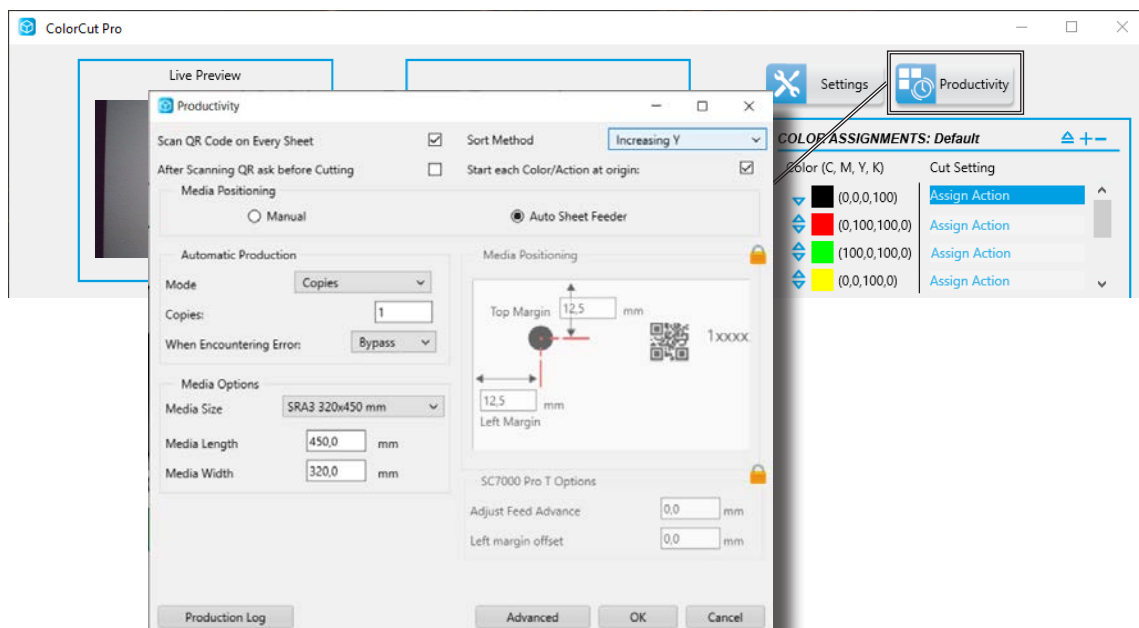 ColorCut Pro
Live Preview
Settings
Productivity
COLOR ASSIGNMENTS: Default
Color (C, M, Y, K)
Cut Setting
(0,0,0,100)
Assign Action
(0,100,100,0)
Assign Action
(100,0,100,0)
Assign Action
(0,0,100,0)
Assign Action
Productivity
Scan QR Code on Every Sheet
Sort Method
Increasing Y
After Scanning QR ask before Cutting
Start each Color/Action at origin:
Media Positioning
Manual
Auto Sheet Feeder
Automatic Production
Mode
Copies
Copies:
1
When Encountering Error:
Bypass
Media Options
Media Size
SRA3 320x450 mm
Media Length
450,0
mm
Media Width
320,0
mm
Media Positioning
Top Margin
12,5
mm
1xxxx
12,5
mm
Left Margin
SC7000 Pro T Options
Adjust Feed Advance
0,0
mm
Left margin offset
0,0
mm
Production Log
Advanced
OK
Cancel